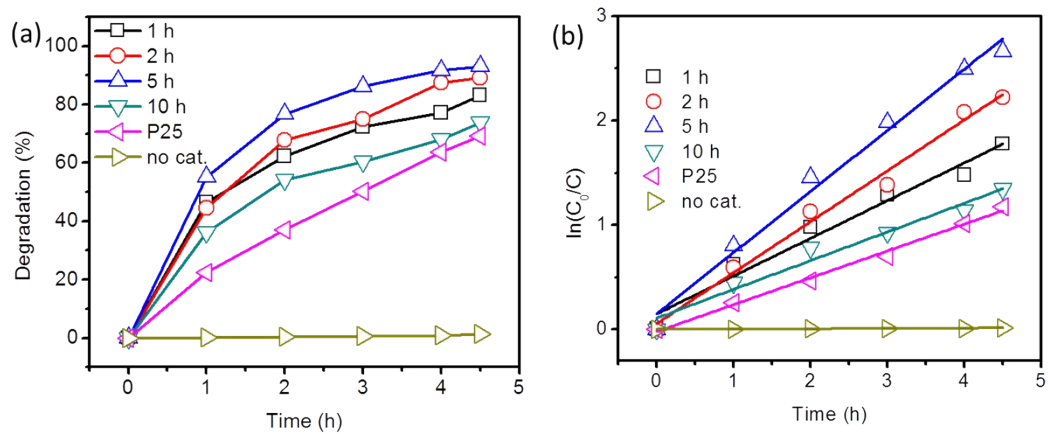 (a)
1 h
2 h
5 h
10 h
P25
no cat.
100
80
60
40
20
0
Degradation (%)
0 1 2 3 4 5
Time (h)
(b)
1 h
2 h
5 h
10 h
P25
no cat.
3
2
1
0
ln(C₀/C)
0 1 2 3 4 5
Time (h)